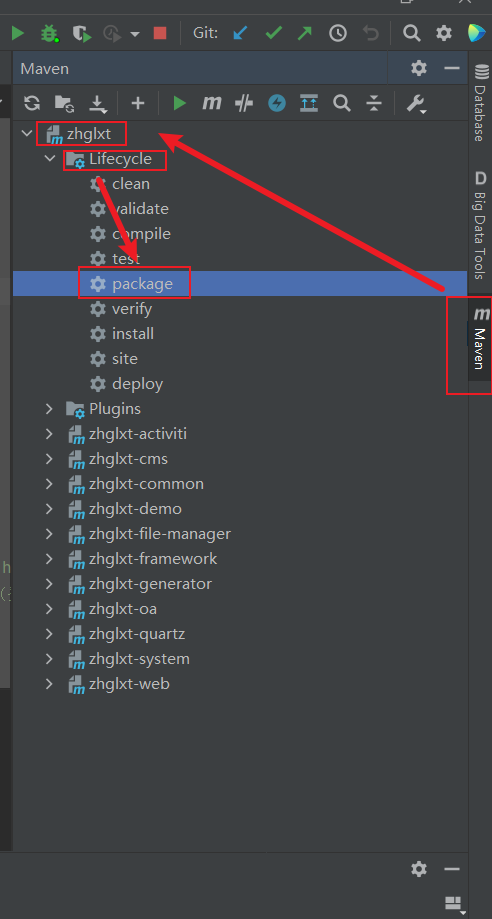 Git:
Maven
zhglxt
Lifecycle
clean
validate
compile
test
package
verify
install
site
deploy
Plugins
zhglxt-activiti
zhglxt-cms
zhglxt-common
zhglxt-demo
zhglxt-file-manager
zhglxt-framework
zhglxt-generator
zhglxt-oa
zhglxt-quartz
zhglxt-system
zhglxt-web
Database
D
Big Data Tools
m
Maven
h